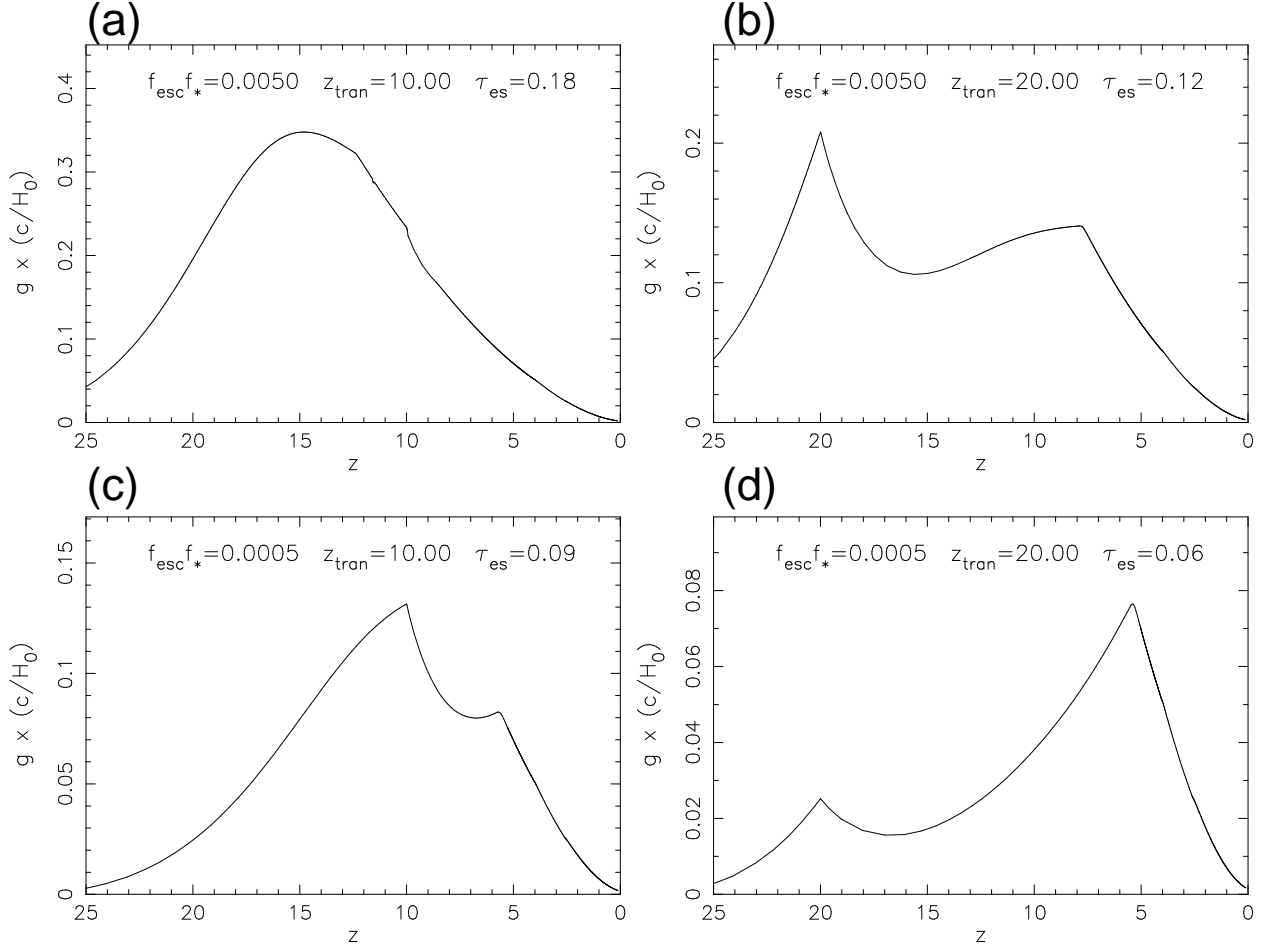 (a)
f_esc f_*=0.0050 z_tran=10.00 τ_es=0.18
g x (c/H_0)
0.4
0.3
0.2
0.1
0
25 20 15 10 5 0
z
(b)
f_esc f_*=0.0050 z_tran=20.00 τ_es=0.12
g x (c/H_0)
0.2
0.1
0
25 20 15 10 5 0
z
(c)
f_esc f_*=0.0005 z_tran=10.00 τ_es=0.09
g x (c/H_0)
0.15
0.1
0.05
0
25 20 15 10 5 0
z
(d)
f_esc f_*=0.0005 z_tran=20.00 τ_es=0.06
g x (c/H_0)
0.08
0.06
0.04
0.02
0
25 20 15 10 5 0
z